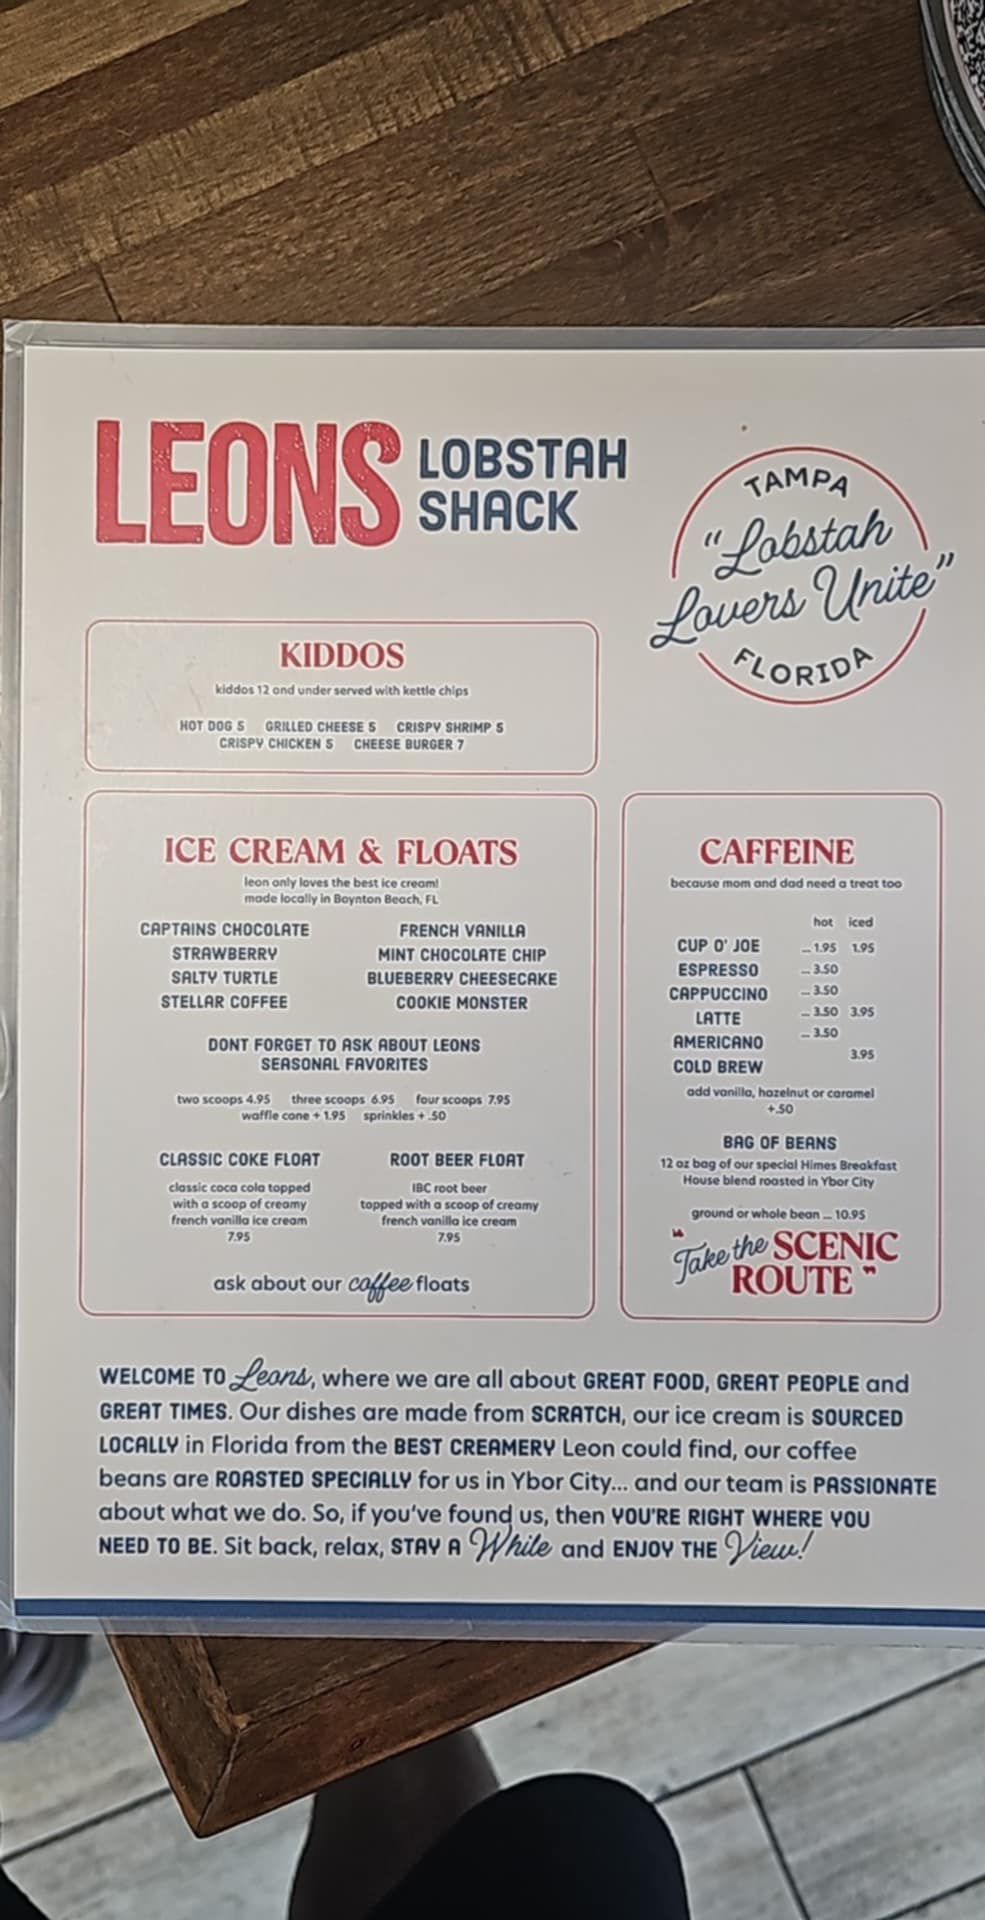 LEONS LOBSTAH
SHACK
TAMPA
"Lobstah
Lovers Unite"
FLORIDA
KIDDOS
kiddos 12 and under served with kettle chips
HOT DOG 5 GRILLED CHEESE 5 CRISPY SHRIMP 5
CRISPY CHICKEN 5 CHEESE BURGER 7
ICE CREAM & FLOATS
leon only loves the best ice cream!
made locally in Boynton Beach, FL
CAPTAINS CHOCOLATE FRENCH VANILLA
STRAWBERRY MINT CHOCOLATE CHIP
SALTY TURTLE BLUEBERRY CHEESECAKE
STELLAR COFFEE COOKIE MONSTER
DONT FORGET TO ASK ABOUT LEONS
SEASONAL FAVORITES
two scoops 4.95 three scoops 6.95 four scoops 7.95
waffle cone + 1.95 sprinkles + .50
CLASSIC COKE FLOAT ROOT BEER FLOAT
classic coca cola topped IBC root beer
with a scoop of creamy topped with a scoop of creamy
french vanilla ice cream french vanilla ice cream
7.95 7.95
ask about our coffee floats
CAFFEINE
because mom and dad need a treat too
hot iced
CUP O' JOE ... 1.95 1.95
ESPRESSO ... 3.50
CAPPUCCINO ... 3.50
LATTE ... 3.50 3.95
AMERICANO ... 3.50
COLD BREW 3.95
add vanilla, hazelnut or caramel
+.50
BAG OF BEANS
12 oz bag of our special Himes Breakfast
House blend roasted in Ybor City
ground or whole bean ... 10.95
"Take the SCENIC
ROUTE"
WELCOME TO Leons, where we are all about GREAT FOOD, GREAT PEOPLE and
GREAT TIMES. Our dishes are made from SCRATCH, our ice cream is SOURCED
LOCALLY in Florida from the BEST CREAMERY Leon could find, our coffee
beans are ROASTED SPECIALLY for us in Ybor City... and our team is PASSIONATE
about what we do. So, if you've found us, then YOU'RE RIGHT WHERE YOU
NEED TO BE. Sit back, relax, STAY A While and ENJOY THE View!